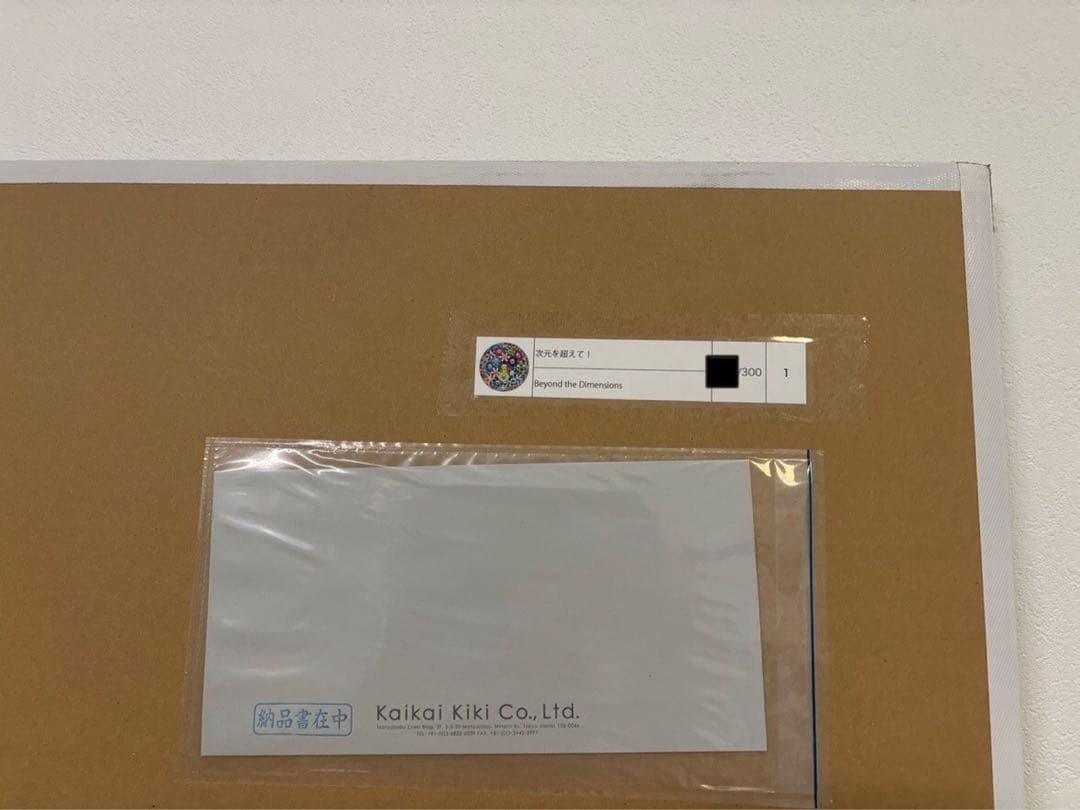 次元を超えて！
Beyond the Dimensions
/300
1
納品書在中
Kaikai Kiki Co., Ltd.